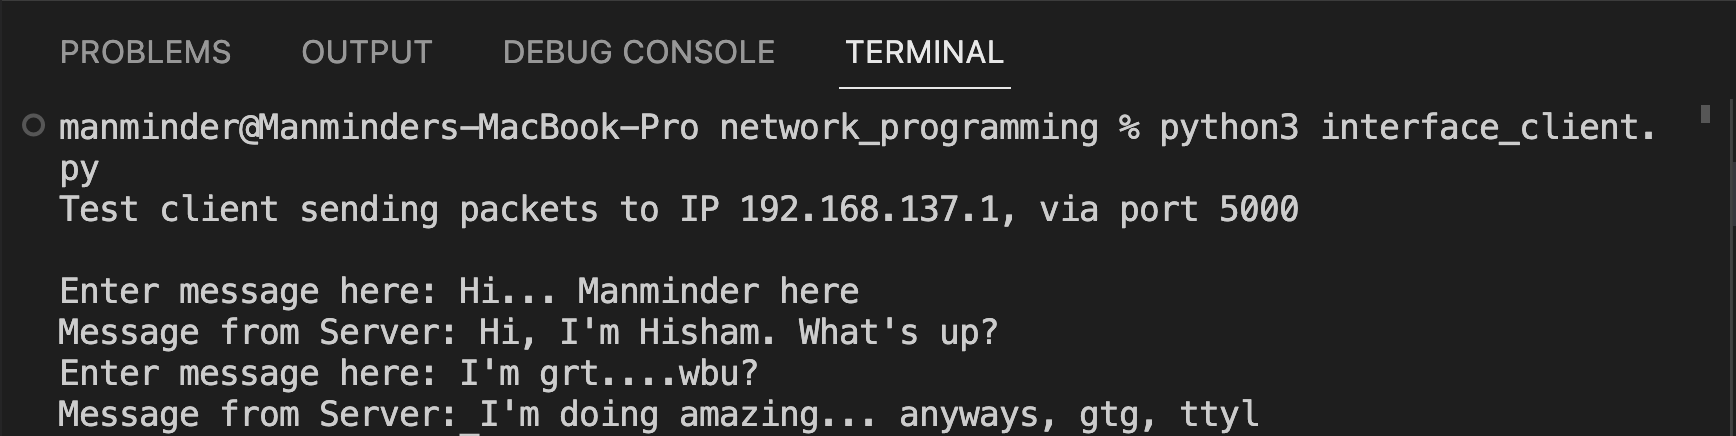 PROBLEMS OUTPUT DEBUG CONSOLE TERMINAL
manminder@Manminders-MacBook-Pro network_programming % python3 interface_client.
py
Test client sending packets to IP 192.168.137.1, via port 5000
Enter message here: Hi... Manminder here
Message from Server: Hi, I'm Hisham. What's up?
Enter message here: I'm grt....wbu?
Message from Server:_I'm doing amazing... anyways, gtg, ttyl